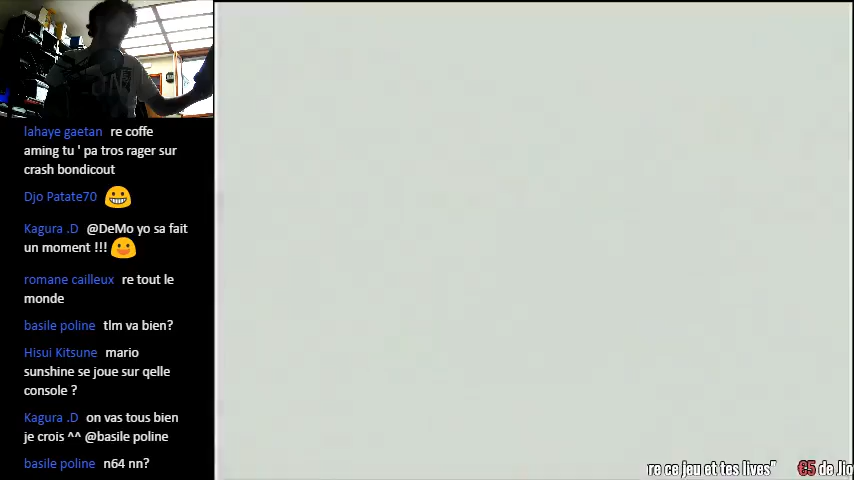 lahaye gaetan re coffe
aming tu ' pa tros rager sur
crash bondicout
Djo Patate70
Kagura .D @DeMo yo sa fait
un moment !!!
romane cailleux re tout le
monde
basile poline tlm va bien?
Hisui Kitsune mario
sunshine se joue sur qelle
console ?
Kagura .D on vas tous bien
je crois ^^ @basile poline
basile poline n64 nn?
re ce jeu et tes lives" €5 de Jio